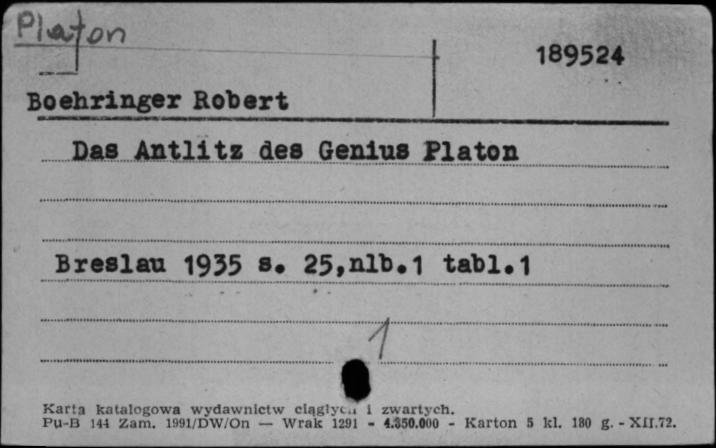 Platon
189524
Boehringer Robert
Das Antlitz des Genius Platon
Breslau 1935 s. 25,nlb.1 tabl.1
1
Karta katalogowa wydawnictw ciągłych i zwartych.
Pu-B 144 Zam. 1991/DW/On — Wrak 1291 - 4.350.000 - Karton 5 kl. 180 g. - XII.72.